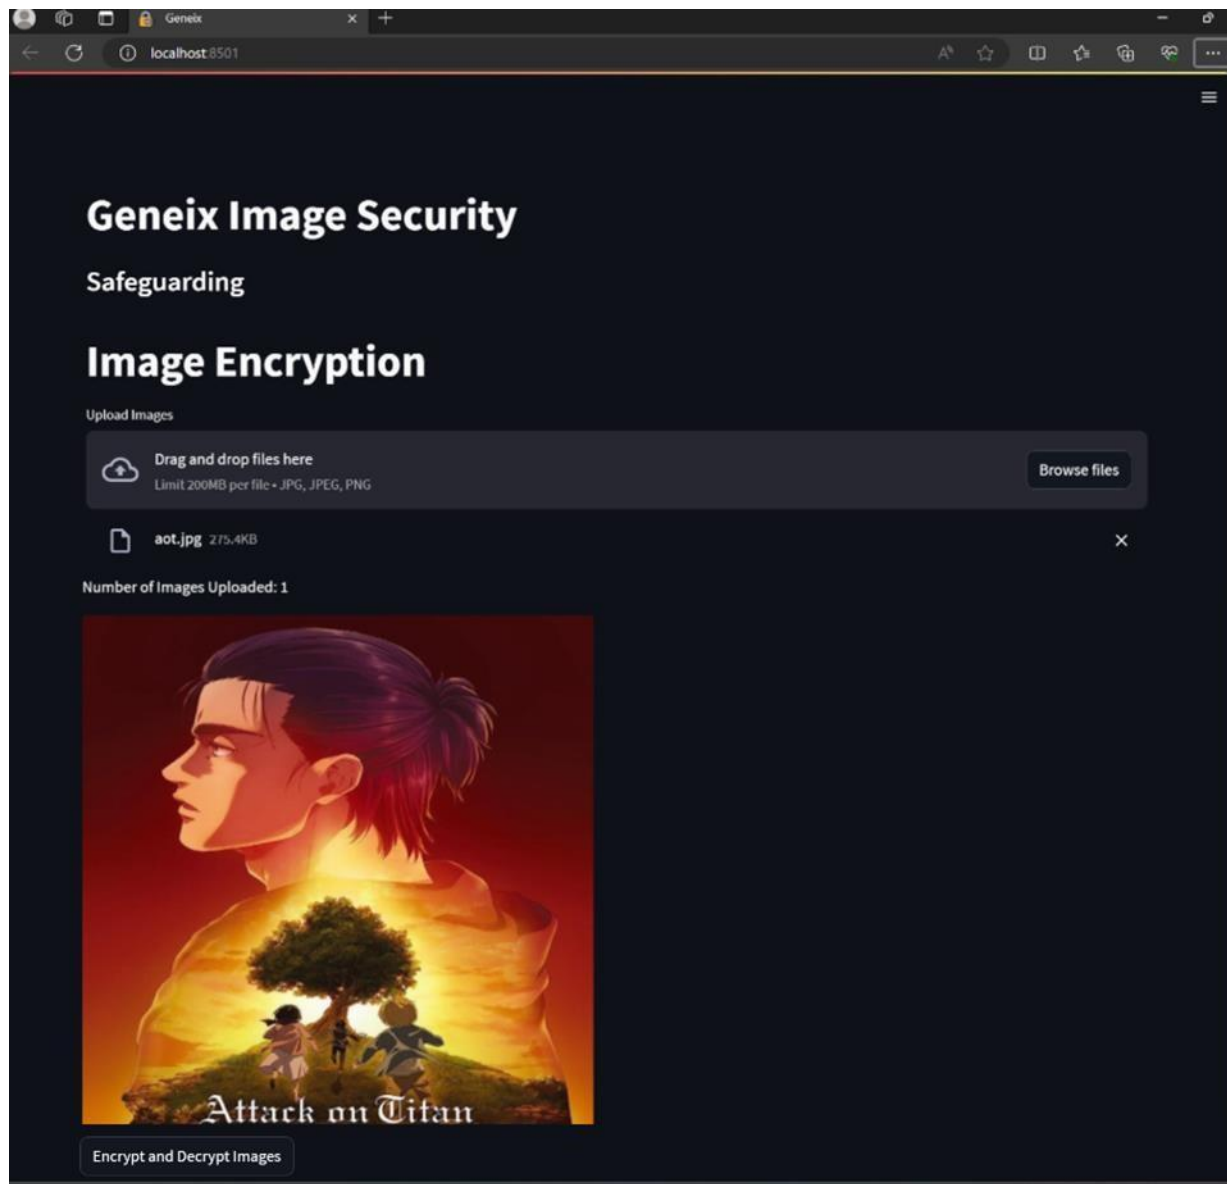 Geneix
localhost:8501
Geneix Image Security
Safeguarding
Image Encryption
Upload Images
Drag and drop files here
Limit 200MB per file • JPG, JPEG, PNG
Browse files
aot.jpg 275.4KB
Number of Images Uploaded: 1
Attack on Titan
Encrypt and Decrypt Images